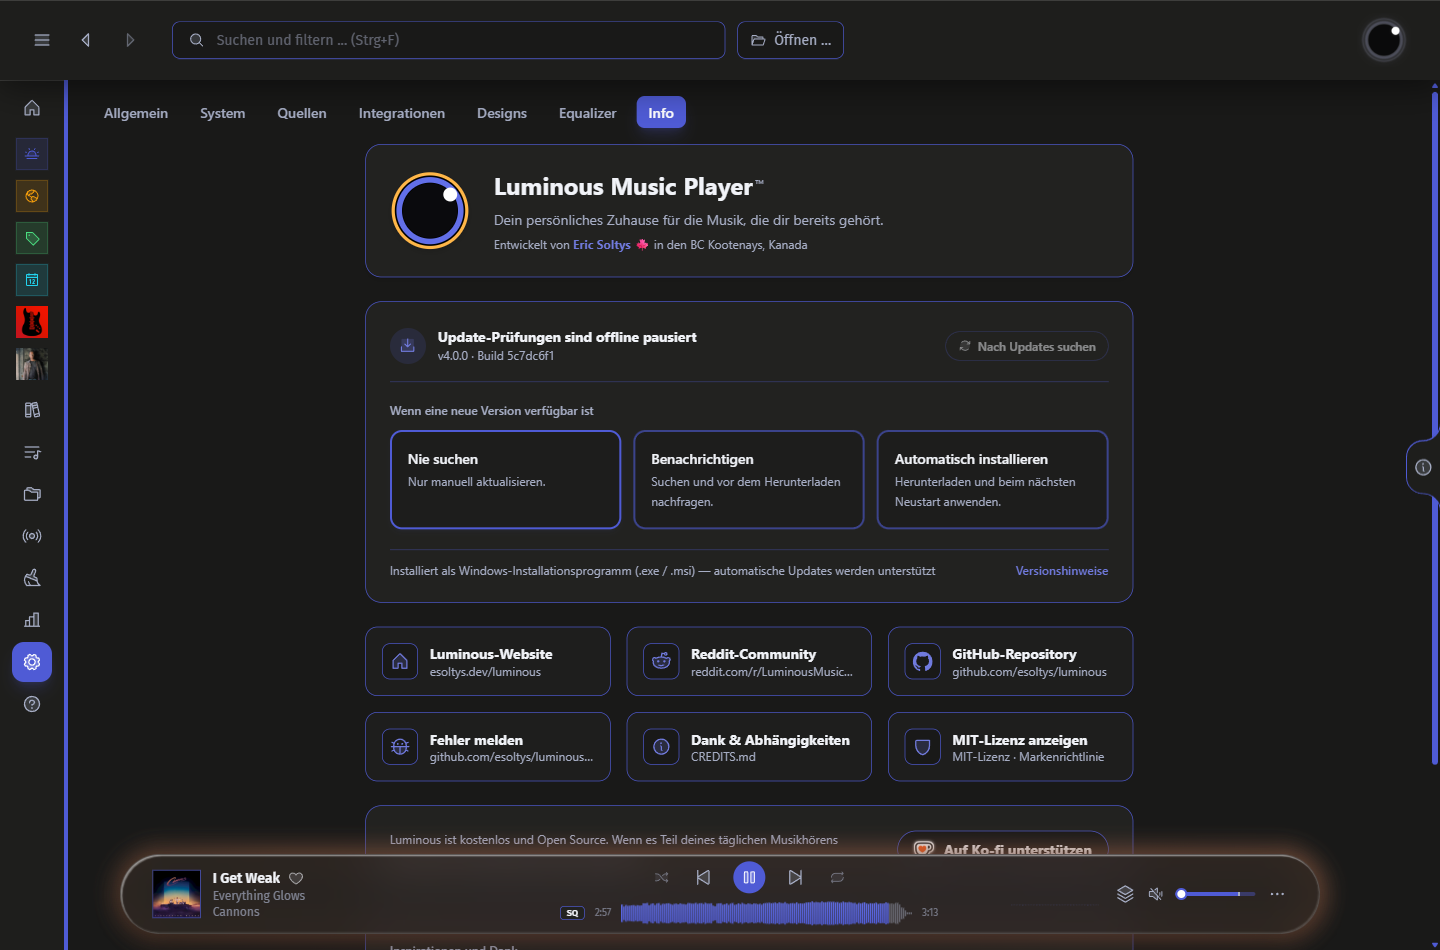 Suchen und filtern ... (Strg+F)
Öffnen ...
Allgemein
System
Quellen
Integrationen
Designs
Equalizer
Info
Luminous Music Player™
Dein persönliches Zuhause für die Musik, die dir bereits gehört.
Entwickelt von Eric Soltys in den BC Kootenays, Kanada
Update-Prüfungen sind offline pausiert
v4.0.0 · Build 5c7dc6f1
Nach Updates suchen
Wenn eine neue Version verfügbar ist
Nie suchen
Nur manuell aktualisieren.
Benachrichtigen
Suchen und vor dem Herunterladen
nachfragen.
Automatisch installieren
Herunterladen und beim nächsten
Neustart anwenden.
Installiert als Windows-Installationsprogramm (.exe / .msi) — automatische Updates werden unterstützt
Versionshinweise
Luminous-Website
esoltys.dev/luminous
Reddit-Community
reddit.com/r/LuminousMusic...
GitHub-Repository
github.com/esoltys/luminous
Fehler melden
github.com/esoltys/luminous...
Dank & Abhängigkeiten
CREDITS.md
MIT-Lizenz anzeigen
MIT-Lizenz · Markenrichtlinie
Luminous ist kostenlos und Open Source. Wenn es Teil deines täglichen Musikhörens
Auf Ko-fi unterstützen
I Get Weak
Everything Glows
Cannons
SQ
2:57
3:13
12